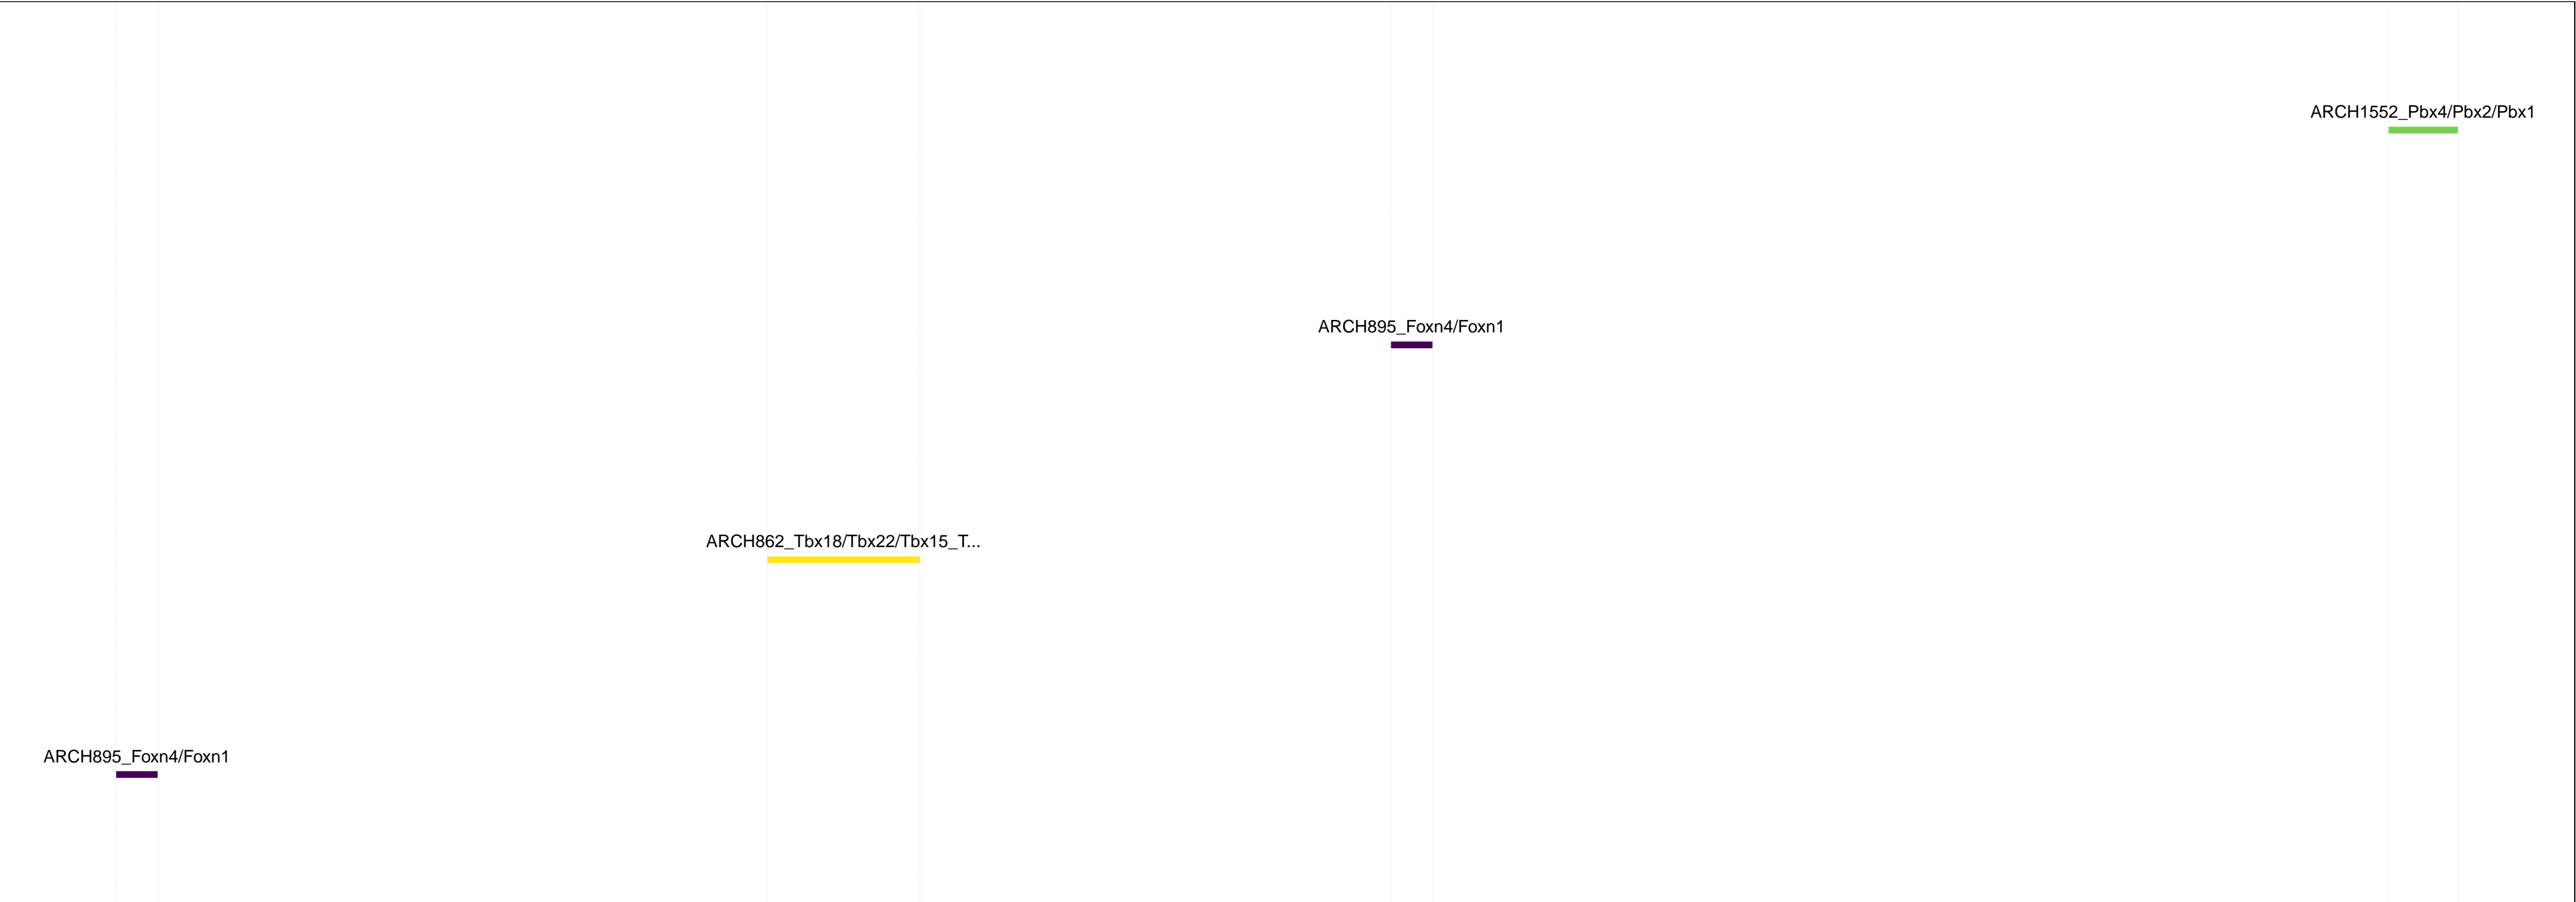 ARCH1552_Pbx4/Pbx2/Pbx1
ARCH895_Foxn4/Foxn1
ARCH862_Tbx18/Tbx22/Tbx15_T...
ARCH895_Foxn4/Foxn1